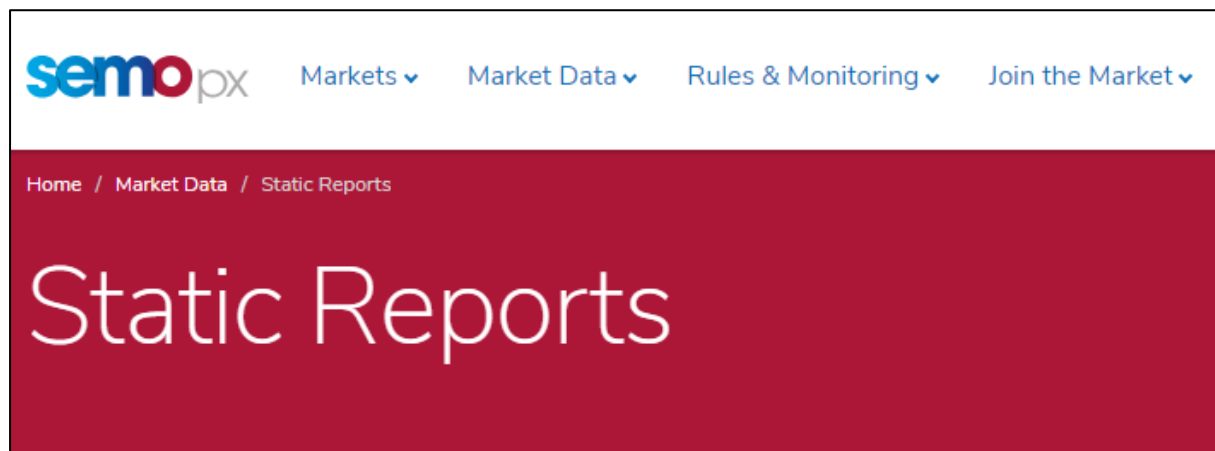 semopx Markets Market Data Rules & Monitoring Join the Market
Home / Market Data / Static Reports
Static Reports